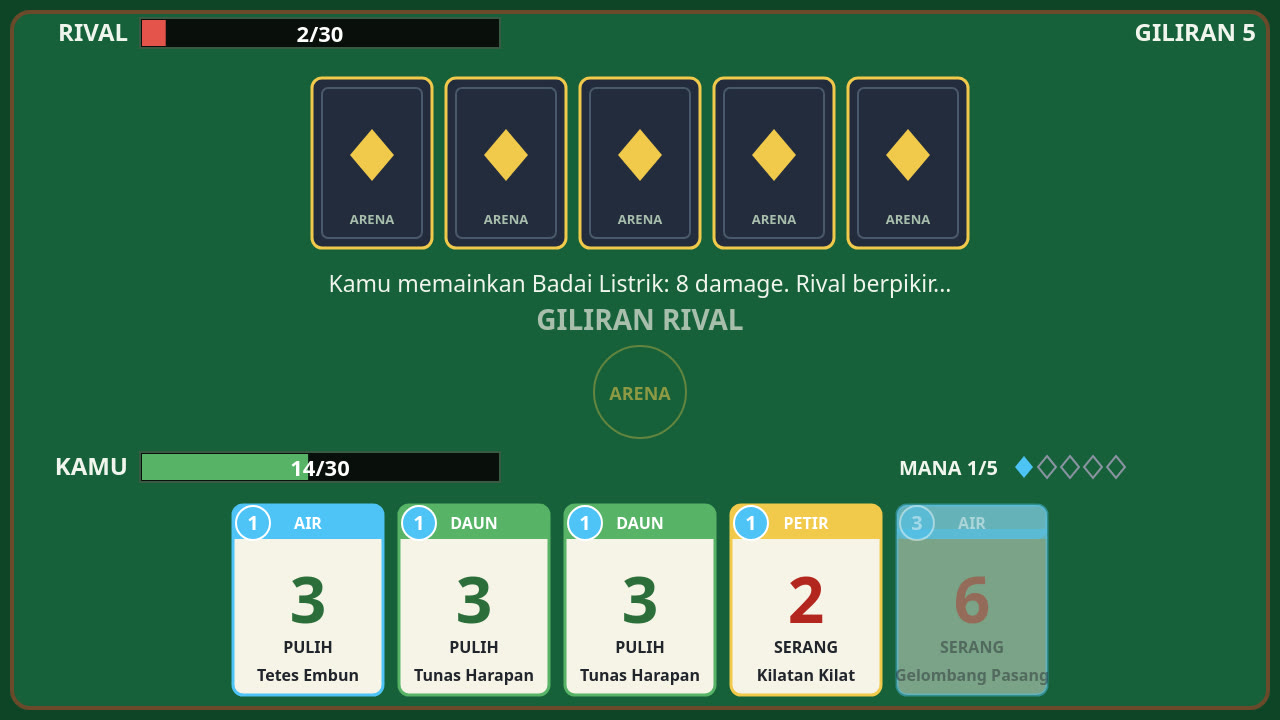 RIVAL 2/30 GILIRAN 5
ARENA ARENA ARENA ARENA ARENA
Kamu memainkan Badai Listrik: 8 damage. Rival berpikir...
GILIRAN RIVAL
ARENA
KAMU 14/30 MANA 1/5
1 AIR
3
PULIH
Tetes Embun
1 DAUN
3
PULIH
Tunas Harapan
1 DAUN
3
PULIH
Tunas Harapan
1 PETIR
2
SERANG
Kilatan Kilat
3 AIR
6
SERANG
Gelombang Pasang